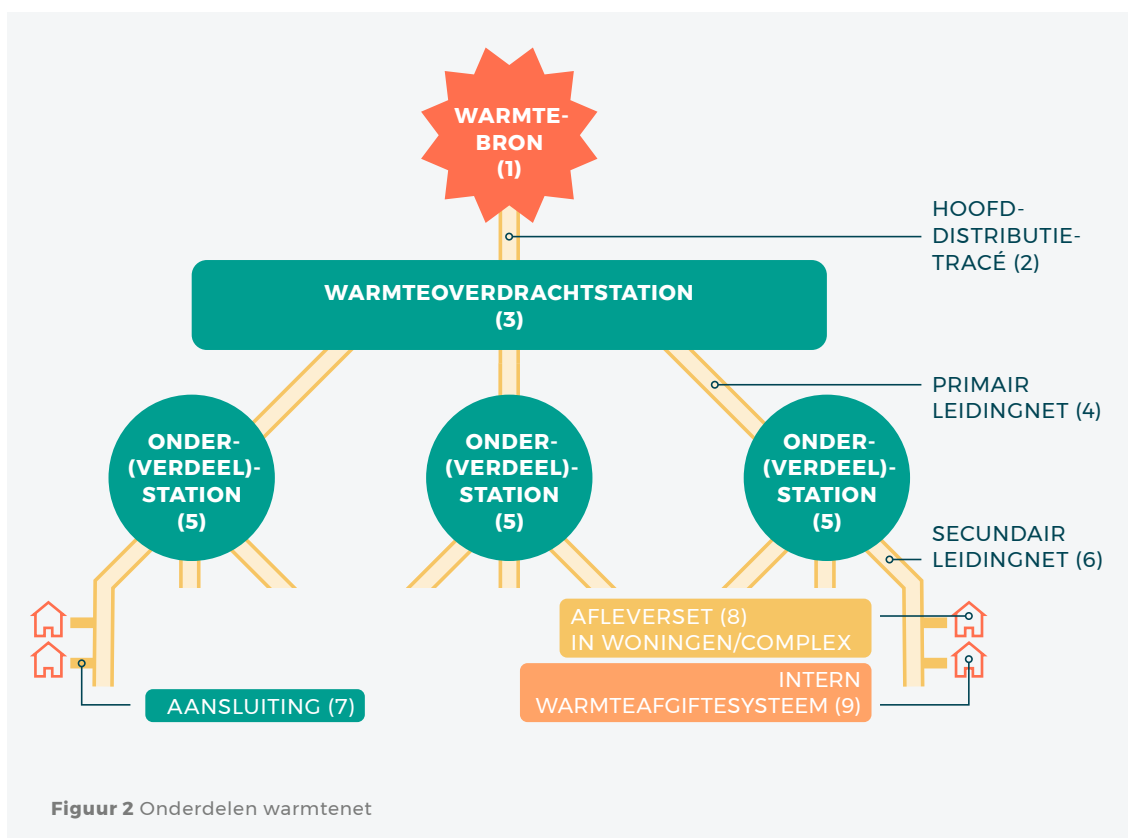 WARMTE-
BRON
(1)
HOOFD-
DISTRIBUTIE-
TRACÉ (2)
WARMTEOVERDRACHTSTATION
(3)
PRIMAIR
LEIDINGNET (4)
ONDER-
(VERDEEL)-
STATION
(5)
ONDER-
(VERDEEL)-
STATION
(5)
ONDER-
(VERDEEL)-
STATION
(5)
SECUNDAIR
LEIDINGNET (6)
AFLEVERSET (8)
IN WONINGEN/COMPLEX
INTERN
WARMTEAFGIFTESYSTEEM (9)
AANSLUITING (7)
Figuur 2 Onderdelen warmtenet